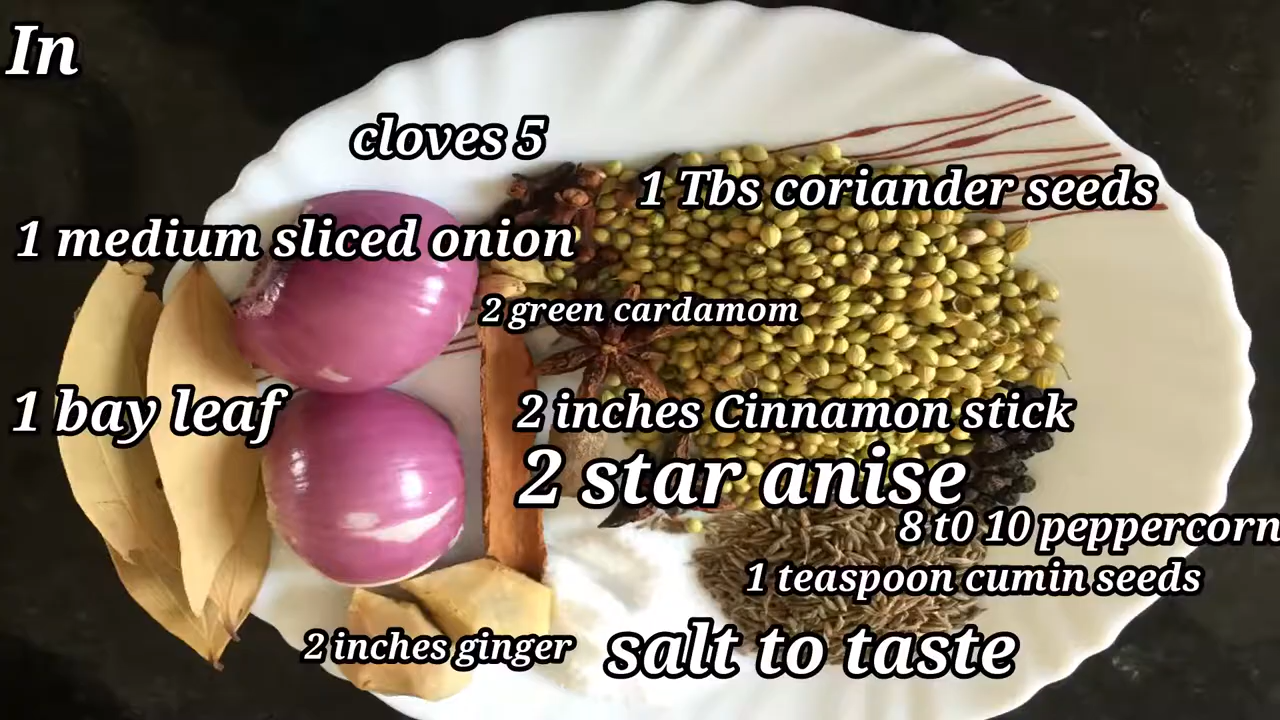 In
cloves 5
1 Tbs coriander seeds
1 medium sliced onion
2 green cardamom
1 bay leaf
2 inches Cinnamon stick
2 star anise
8 t0 10 peppercorn
1 teaspoon cumin seeds
2 inches ginger
salt to taste